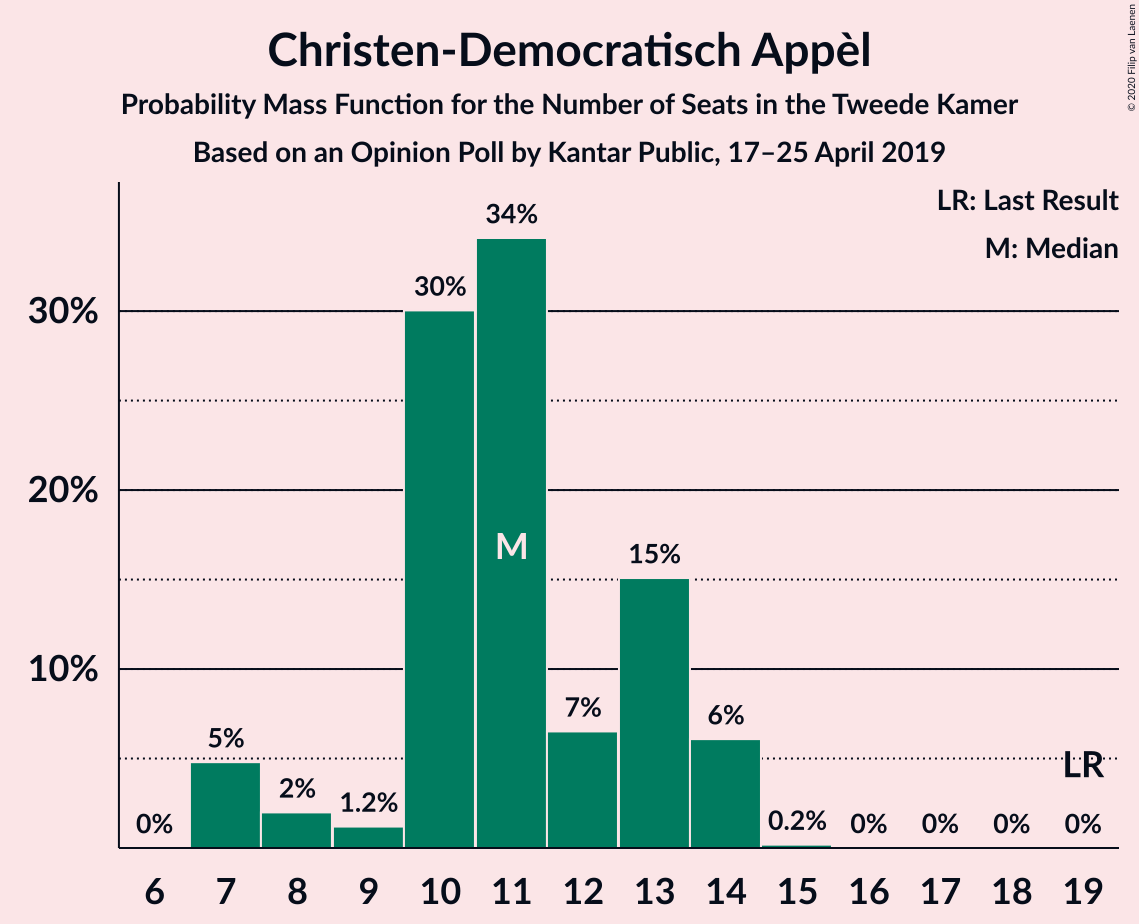 Christen-Democratisch Appèl
Probability Mass Function for the Number of Seats in the Tweede Kamer
Based on an Opinion Poll by Kantar Public, 17–25 April 2019
© 2020 Filip van Laenen
LR: Last Result
M: Median
30%
20%
10%
0%
5%
2%
1.2%
30%
34%
7%
15%
6%
0.2%
0%
0%
0%
0%
M
LR
6 7 8 9 10 11 12 13 14 15 16 17 18 19